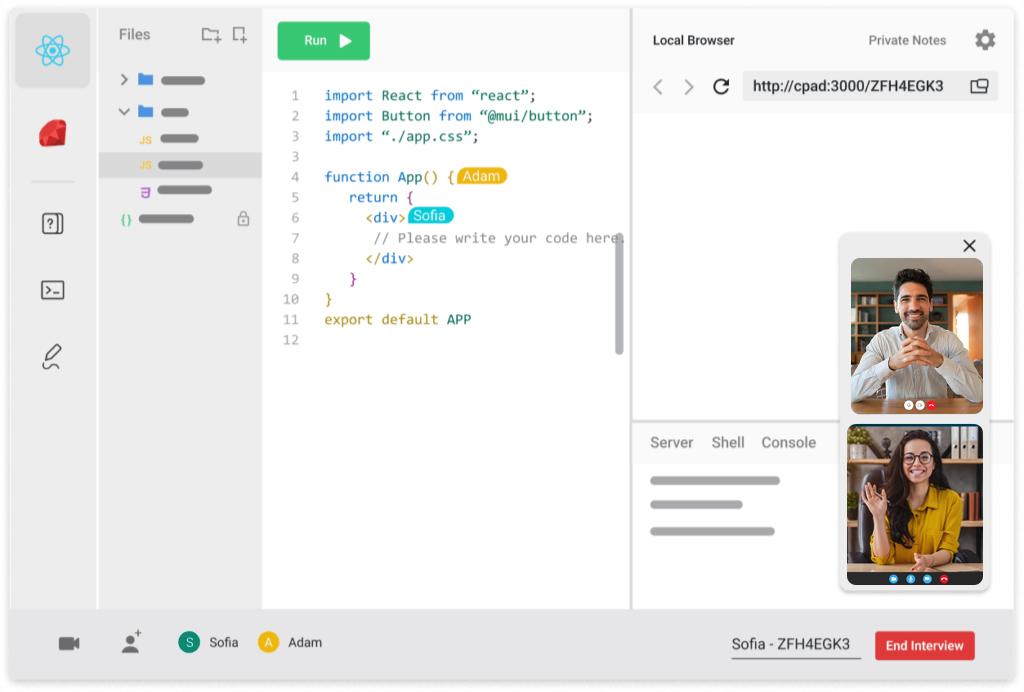 Files
JS
JS
{}
Run
1 import React from “react”;
2 import Button from “@mui/button”;
3 import “./app.css”;
4 function App() { Adam
5 return {
6 <div> Sofia
7 // Please write your code here.
8 </div>
9 }
10 }
11 export default APP
12
Local Browser
Private Notes
http://cpad:3000/ZFH4EGK3
Server Shell Console
S Sofia
A Adam
Sofia - ZFH4EGK3
End Interview